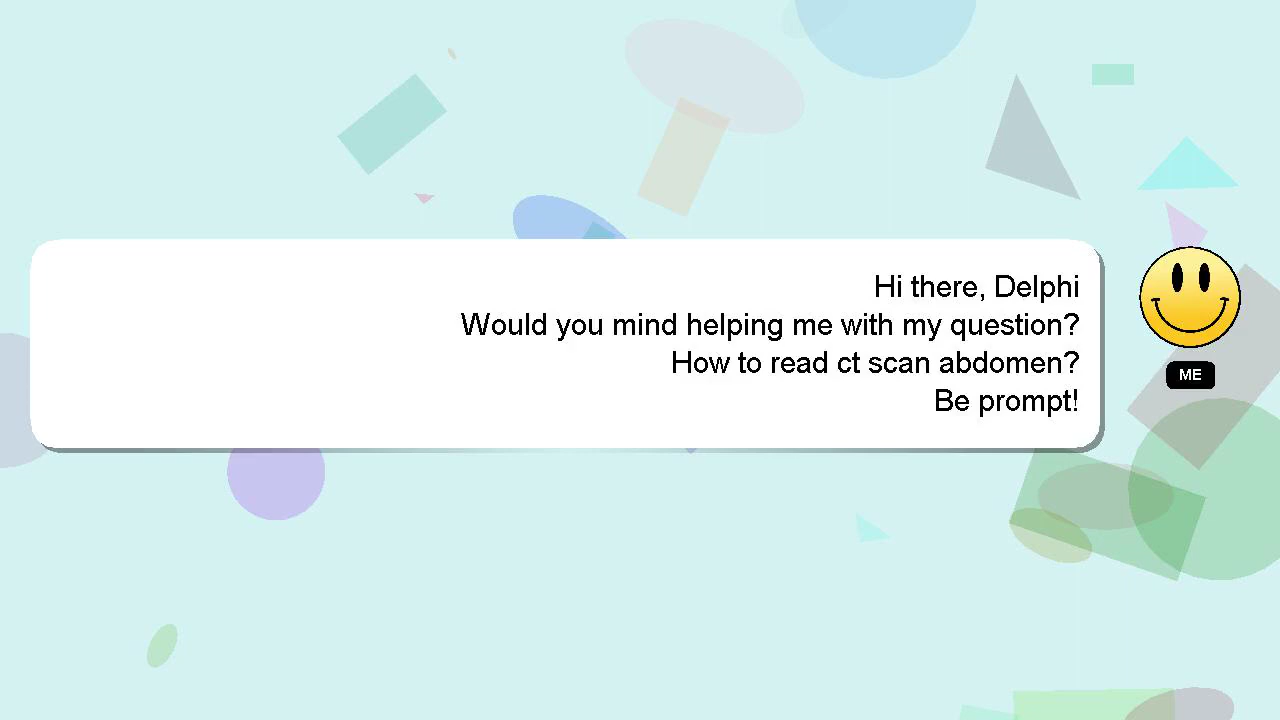 Hi there, Delphi
Would you mind helping me with my question?
How to read ct scan abdomen?
Be prompt!
ME